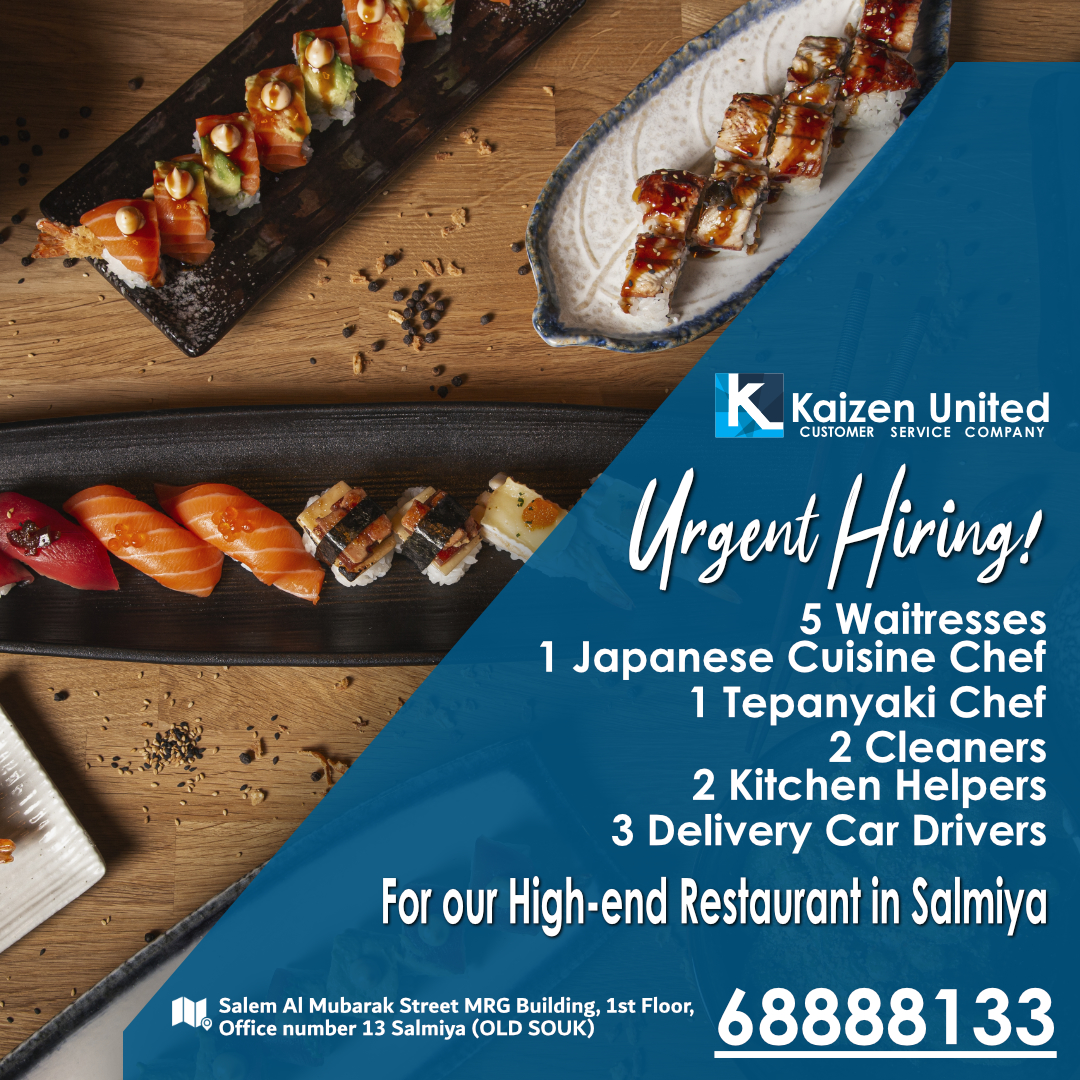 K Kaizen United
CUSTOMER SERVICE COMPANY
Urgent Hiring!
5 Waitresses
1 Japanese Cuisine Chef
1 Tepanyaki Chef
2 Cleaners
2 Kitchen Helpers
3 Delivery Car Drivers
For our High-end Restaurant in Salmiya
Salem Al Mubarak Street MRG Building, 1st Floor,
Office number 13 Salmiya (OLD SOUK)
68888133